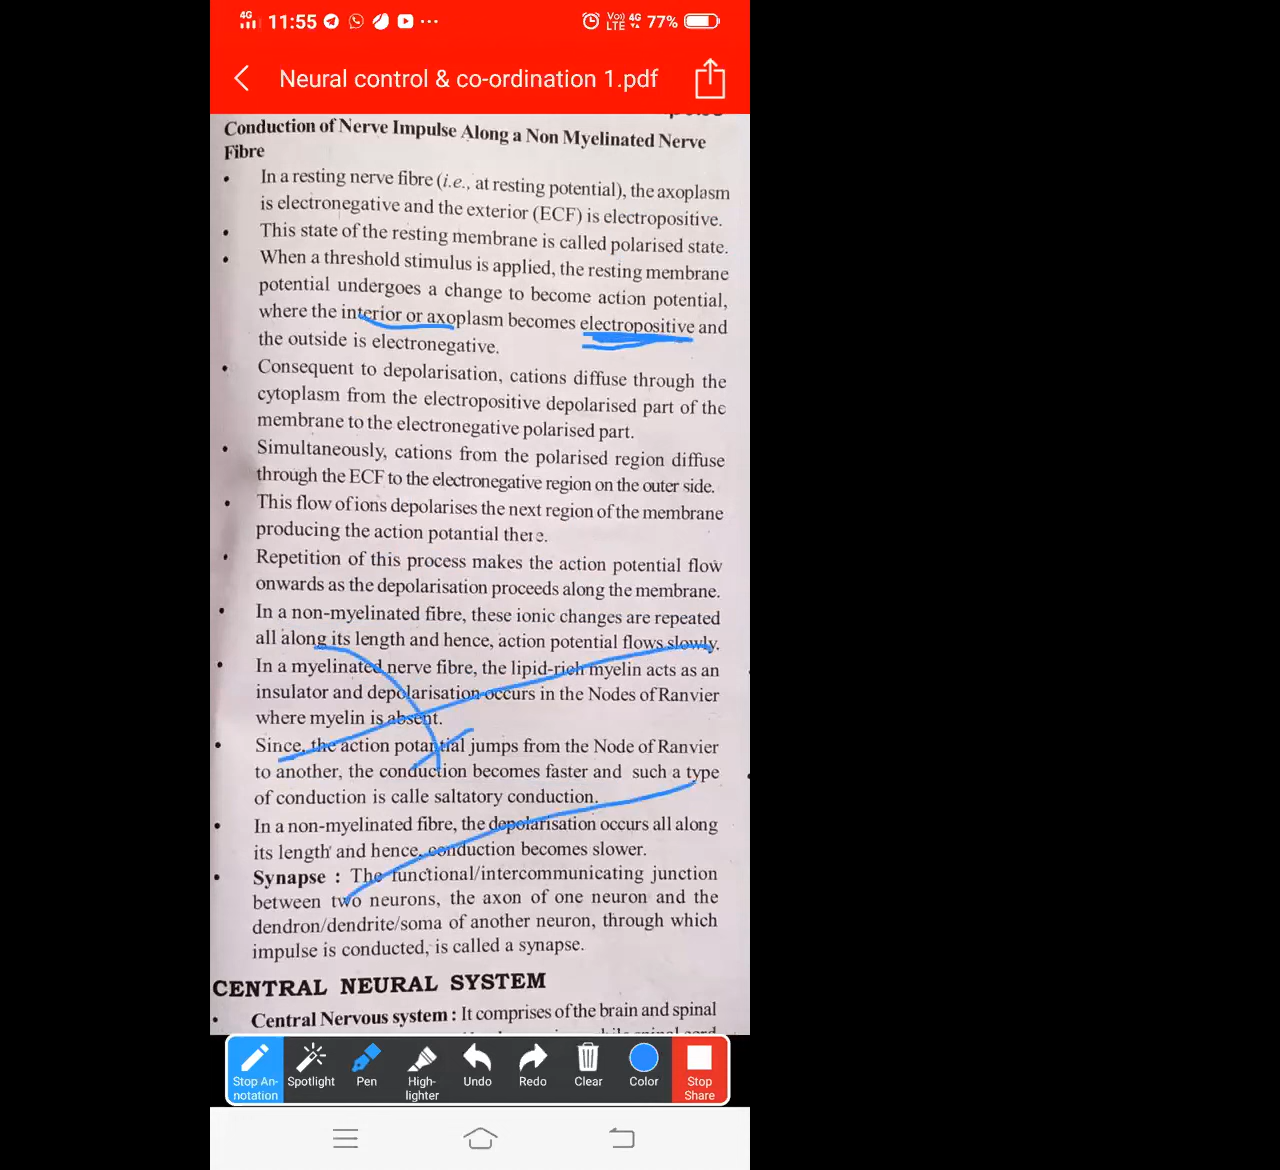 4G 11:55 ... Vo)) LTE 4G 77%
Neural control & co-ordination 1.pdf
Conduction of Nerve Impulse Along a Non Myelinated Nerve
Fibre
• In a resting nerve fibre (i.e., at resting potential), the axoplasm
is electronegative and the exterior (ECF) is electropositive.
• This state of the resting membrane is called polarised state.
• When a threshold stimulus is applied, the resting membrane
potential undergoes a change to become action potential,
where the interior or axoplasm becomes electropositive and
the outside is electronegative.
• Consequent to depolarisation, cations diffuse through the
cytoplasm from the electropositive depolarised part of the
membrane to the electronegative polarised part.
• Simultaneously, cations from the polarised region diffuse
through the ECF to the electronegative region on the outer side.
• This flow of ions depolarises the next region of the membrane
producing the action potantial there.
• Repetition of this process makes the action potential flow
onwards as the depolarisation proceeds along the membrane.
• In a non-myelinated fibre, these ionic changes are repeated
all along its length and hence, action potential flows slowly.
• In a myelinated nerve fibre, the lipid-rich myelin acts as an
insulator and depolarisation occurs in the Nodes of Ranvier
where myelin is absent.
• Since, the action potantial jumps from the Node of Ranvier
to another, the conduction becomes faster and such a type
of conduction is calle saltatory conduction.
• In a non-myelinated fibre, the depolarisation occurs all along
its length and hence, conduction becomes slower.
• Synapse : The functional/intercommunicating junction
between two neurons, the axon of one neuron and the
dendron/dendrite/soma of another neuron, through which
impulse is conducted, is called a synapse.
CENTRAL NEURAL SYSTEM
• Central Nervous system : It comprises of the brain and spinal
Stop An- Spotlight Pen High- Undo Redo Clear Color Stop
notation lighter Share